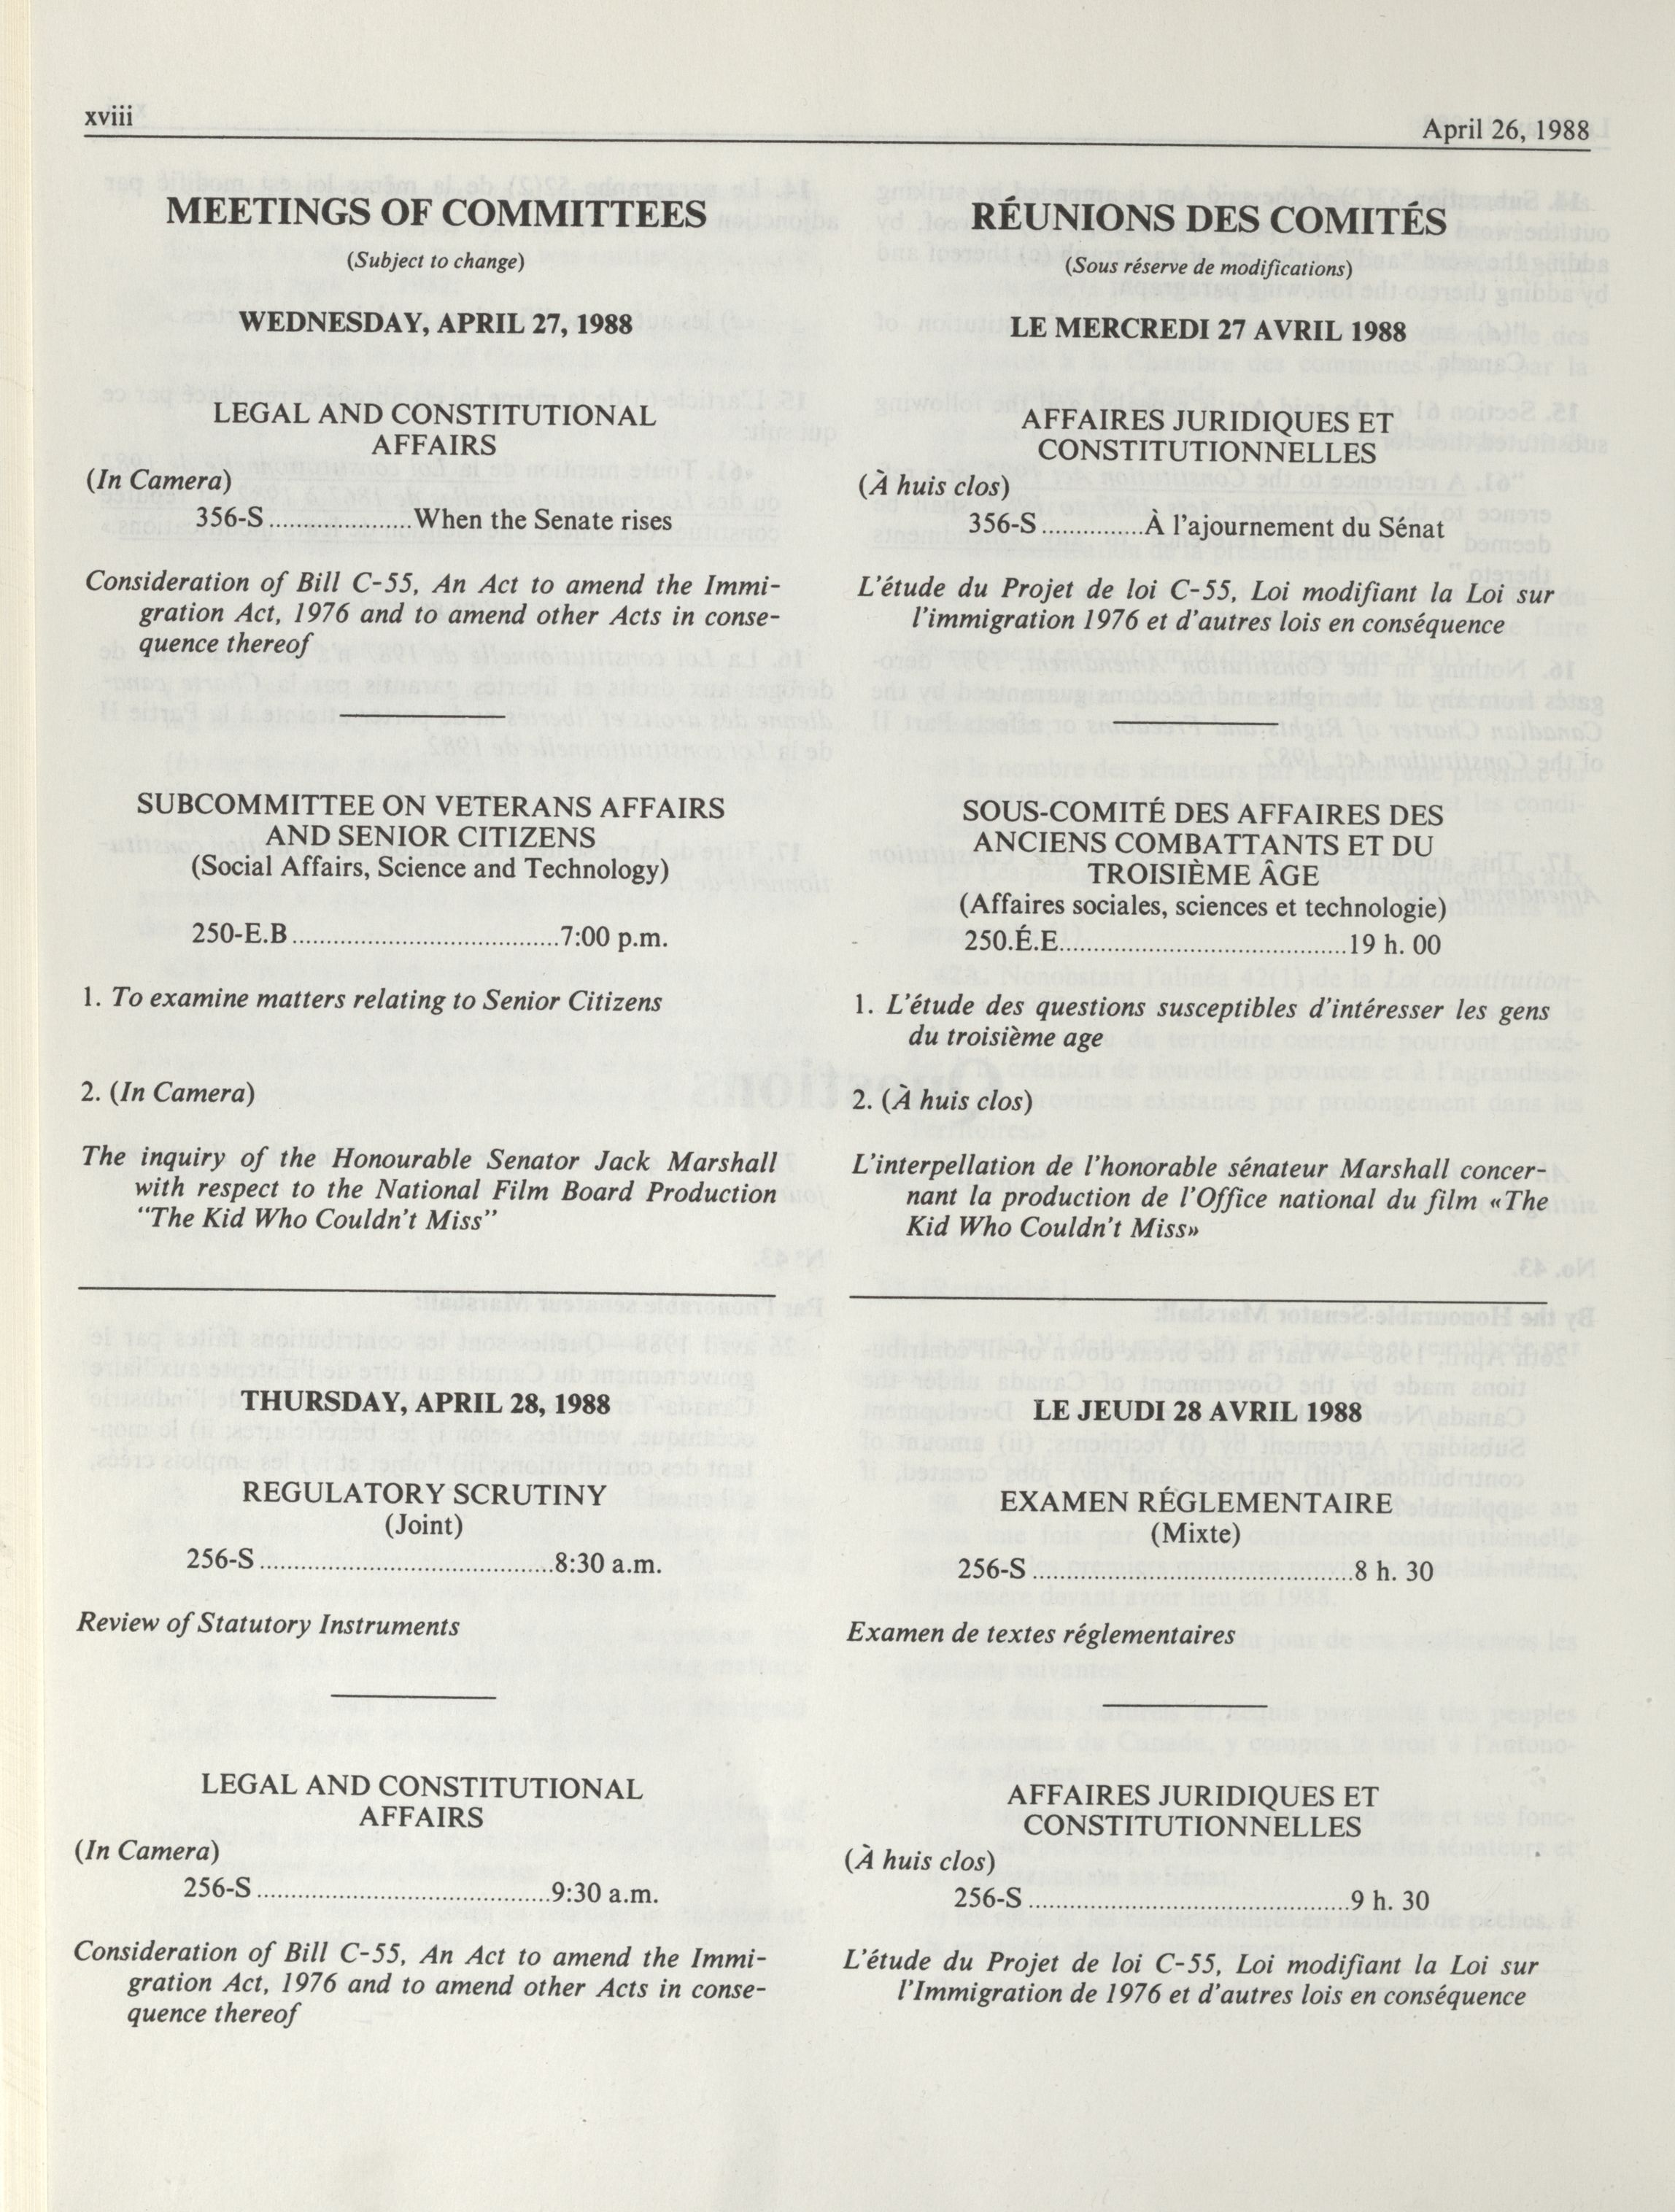 xviii
April 26, 1988
MEETINGS OF COMMITTEES
(Subject to change)
WEDNESDAY, APRIL 27, 1988
LEGAL AND CONSTITUTIONAL
AFFAIRS
(In Camera)
356-S.....................When the Senate rises
Consideration of Bill C-55, An Act to amend the Immi-
gration Act, 1976 and to amend other Acts in conse-
quence thereof
SUBCOMMITTEE ON VETERANS AFFAIRS
AND SENIOR CITIZENS
(Social Affairs, Science and Technology)
250-E.B.......................................7:00 p.m.
1. To examine matters relating to Senior Citizens
2. (In Camera)
The inquiry of the Honourable Senator Jack Marshall
with respect to the National Film Board Production
“The Kid Who Couldn't Miss”
THURSDAY, APRIL 28, 1988
REGULATORY SCRUTINY
(Joint)
256-S...........................................8:30 a.m.
Review of Statutory Instruments
LEGAL AND CONSTITUTIONAL
AFFAIRS
(In Camera)
256-S...........................................9:30 a.m.
Consideration of Bill C-55, An Act to amend the Immi-
gration Act, 1976 and to amend other Acts in conse-
quence thereof
RÉUNIONS DES COMITÉS
(Sous réserve de modifications)
LE MERCREDI 27 AVRIL 1988
AFFAIRES JURIDIQUES ET
CONSTITUTIONNELLES
(À huis clos)
356-S...............À l'ajournement du Sénat
L'étude du Projet de loi C-55, Loi modifiant la Loi sur
l'immigration 1976 et d'autres lois en conséquence
SOUS-COMITÉ DES AFFAIRES DES
ANCIENS COMBATTANTS ET DU
TROISIÈME ÂGE
(Affaires sociales, sciences et technologie)
250.É.E..........................................19 h. 00
1. L'étude des questions susceptibles d'intéresser les gens
du troisième age
2. (À huis clos)
L'interpellation de l'honorable sénateur Marshall concer-
nant la production de l'Office national du film «The
Kid Who Couldn't Miss»
LE JEUDI 28 AVRIL 1988
EXAMEN RÉGLEMENTAIRE
(Mixte)
256-S...............................................8 h. 30
Examen de textes réglementaires
AFFAIRES JURIDIQUES ET
CONSTITUTIONNELLES
(À huis clos)
256-S...............................................9 h. 30
L'étude du Projet de loi C-55, Loi modifiant la Loi sur
l'Immigration de 1976 et d'autres lois en conséquence